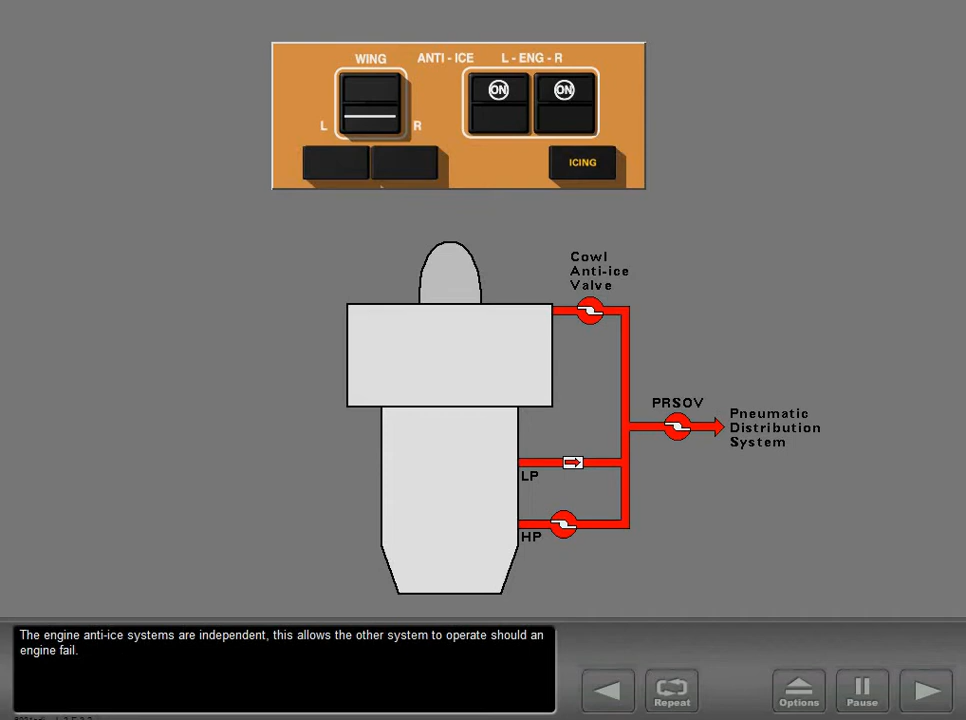 WING ANTI - ICE L - ENG - R
ON ON
L R
ICING
Cowl
Anti-ice
Valve
PRSOV
Pneumatic
Distribution
System
LP
HP
The engine anti-ice systems are independent, this allows the other system to operate should an
engine fail.
Repeat Options Pause